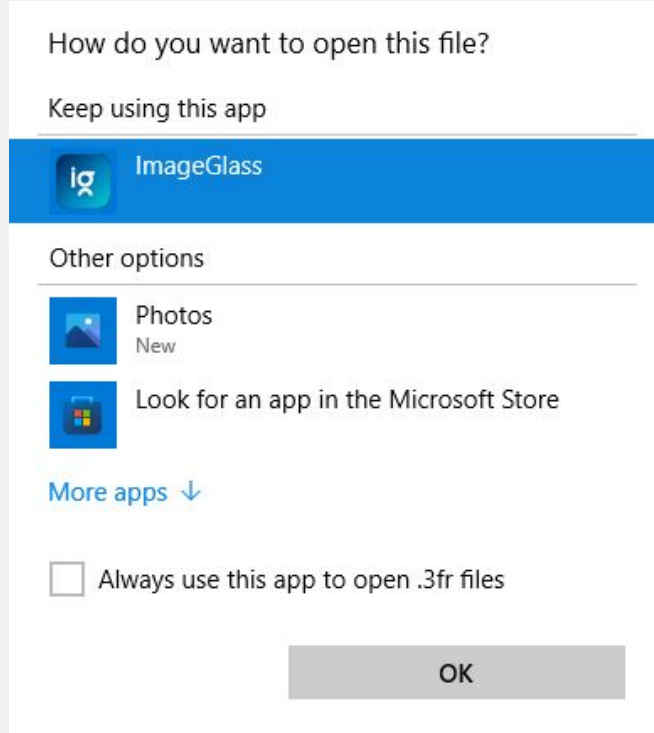 How do you want to open this file?
Keep using this app
ig
ImageGlass
Other options
Photos
New
Look for an app in the Microsoft Store
More apps ↓
Always use this app to open .3fr files
OK